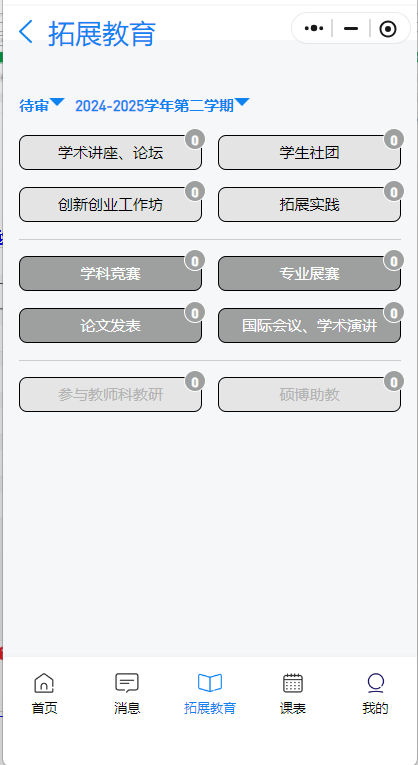 拓展教育
待审 2024-2025学年第二学期
学术讲座、论坛 0 学生社团 0
创新创业工作坊 0 拓展实践 0
学科竞赛 0 专业展赛 0
论文发表 0 国际会议、学术演讲 0
参与教师科教研 0 硕博助教 0
首页 消息 拓展教育 课表 我的